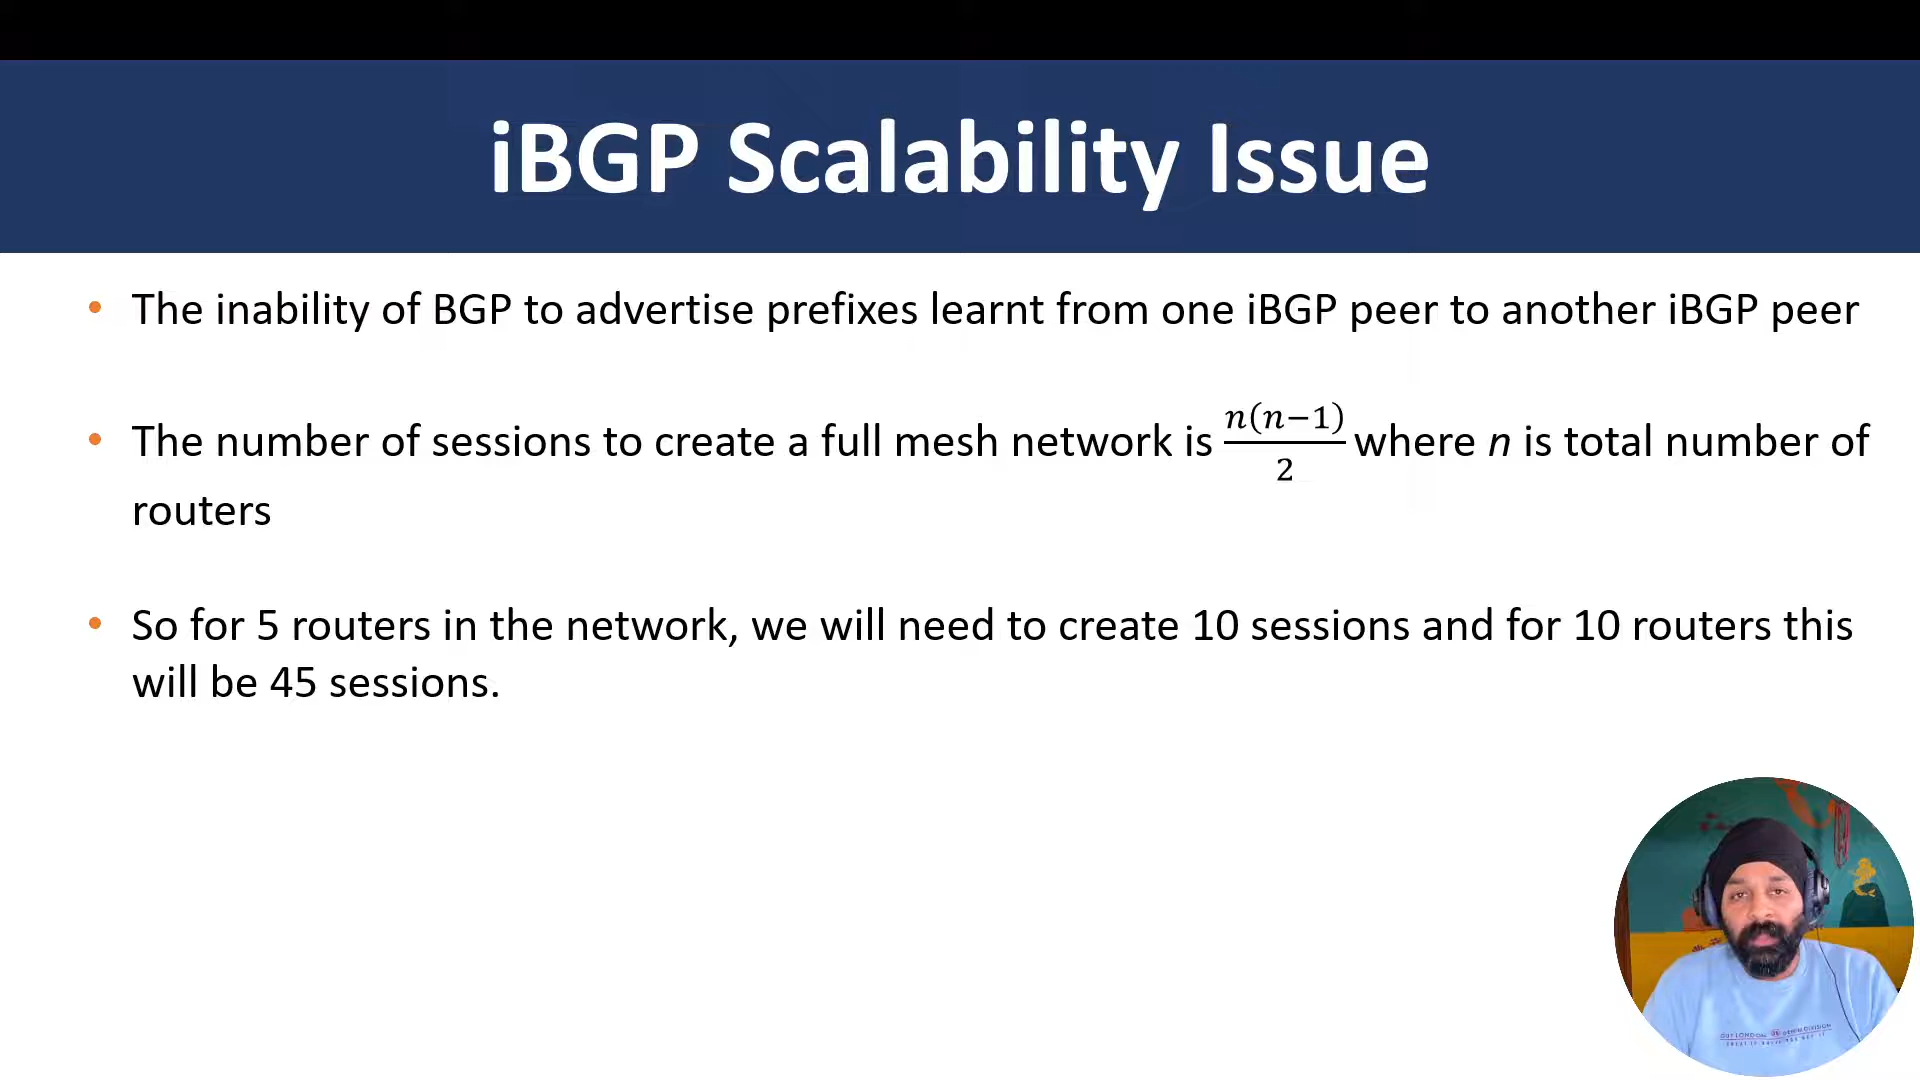 iBGP Scalability Issue
• The inability of BGP to advertise prefixes learnt from one iBGP peer to another iBGP peer
• The number of sessions to create a full mesh network is n(n−1)/2 where n is total number of
routers
• So for 5 routers in the network, we will need to create 10 sessions and for 10 routers this
will be 45 sessions.